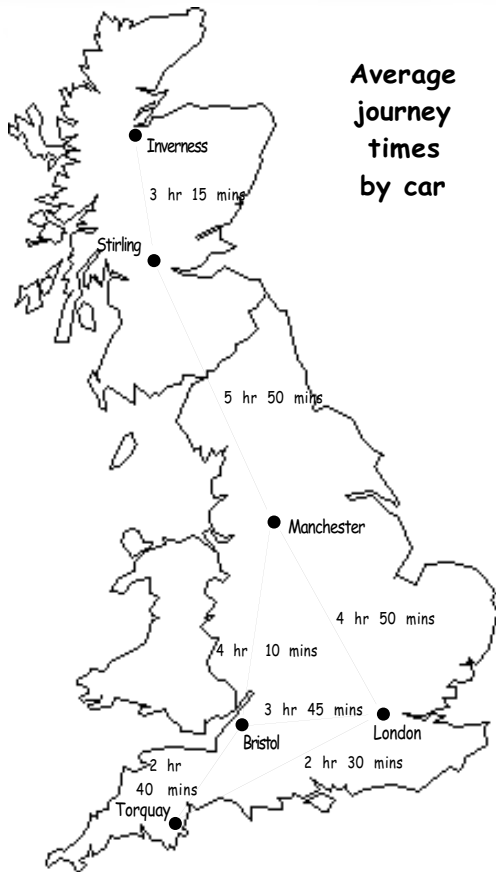 Average
journey
times
by car
Inverness
3 hr 15 mins
Stirling
5 hr 50 mins
Manchester
4 hr 50 mins
4 hr 10 mins
3 hr 45 mins
London
Bristol
2 hr 30 mins
2 hr
40 mins
Torquay